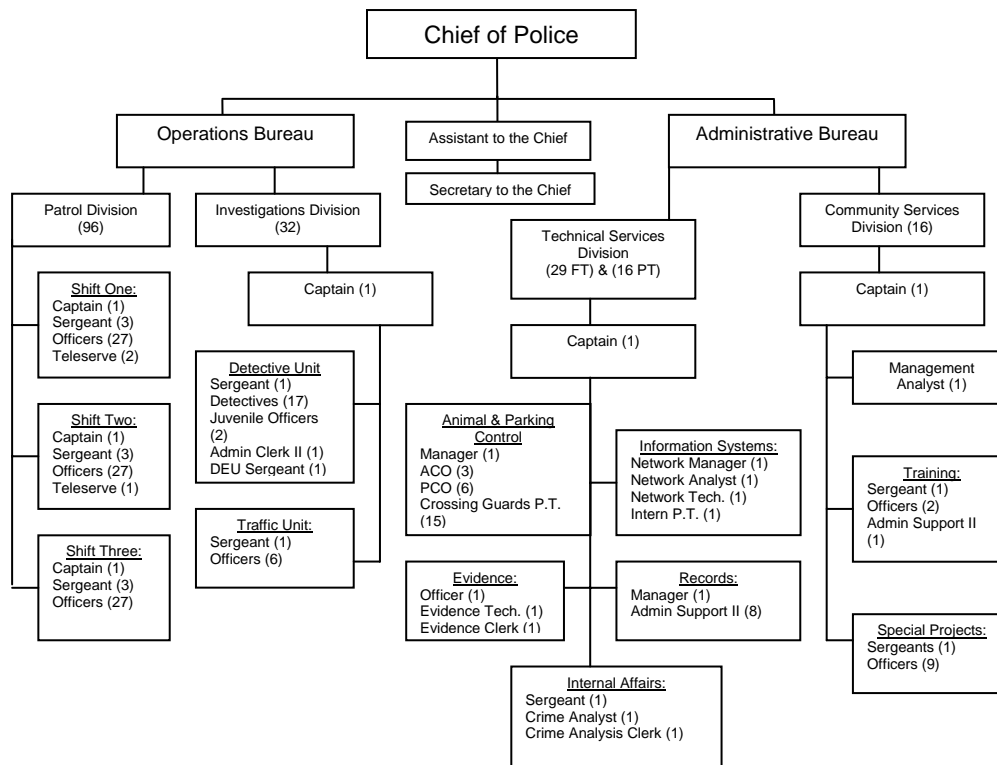 Chief of Police
Operations Bureau
Assistant to the Chief
Secretary to the Chief
Administrative Bureau
Patrol Division
(96)
Shift One:
Captain (1)
Sergeant (3)
Officers (27)
Teleserve (2)
Shift Two:
Captain (1)
Sergeant (3)
Officers (27)
Teleserve (1)
Shift Three:
Captain (1)
Sergeant (3)
Officers (27)
Investigations Division
(32)
Captain (1)
Detective Unit
Sergeant (1)
Detectives (17)
Juvenile Officers
(2)
Admin Clerk II (1)
DEU Sergeant (1)
Traffic Unit:
Sergeant (1)
Officers (6)
Technical Services
Division
(29 FT) & (16 PT)
Captain (1)
Animal & Parking
Control
Manager (1)
ACO (3)
PCO (6)
Crossing Guards P.T.
(15)
Information Systems:
Network Manager (1)
Network Analyst (1)
Network Tech. (1)
Intern P.T. (1)
Evidence:
Officer (1)
Evidence Tech. (1)
Evidence Clerk (1)
Records:
Manager (1)
Admin Support II (8)
Internal Affairs:
Sergeant (1)
Crime Analyst (1)
Crime Analysis Clerk (1)
Community Services
Division (16)
Captain (1)
Management
Analyst (1)
Training:
Sergeant (1)
Officers (2)
Admin Support II
(1)
Special Projects:
Sergeants (1)
Officers (9)